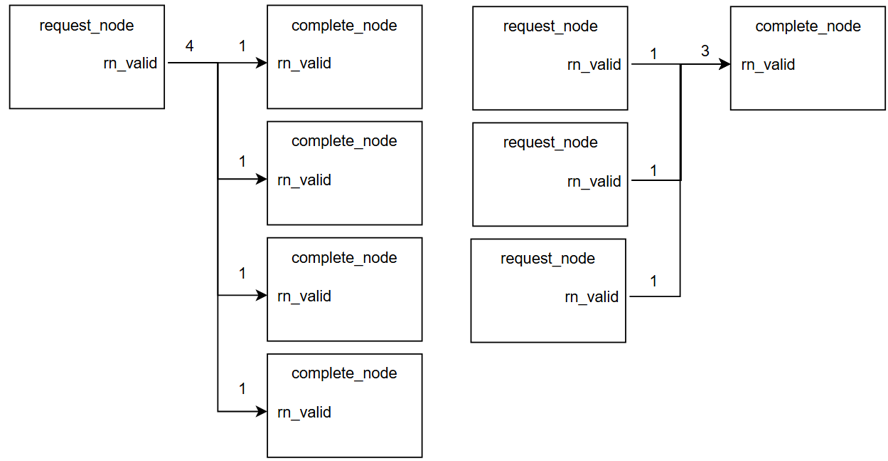 request_node
rn_valid
4
1
complete_node
rn_valid
1
complete_node
rn_valid
1
complete_node
rn_valid
1
complete_node
rn_valid
request_node
rn_valid
1
request_node
rn_valid
1
request_node
rn_valid
1
3
complete_node
rn_valid